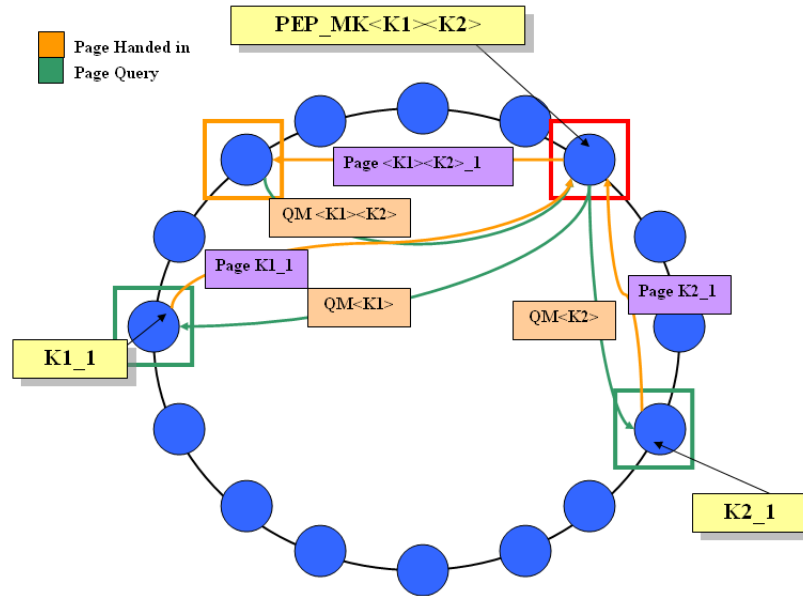 PEP_MK<K1><K2>
Page Handed in
Page Query
Page <K1><K2>_1
QM <K1><K2>
Page K1_1
QM<K1>
Page K2_1
QM<K2>
K1_1
K2_1